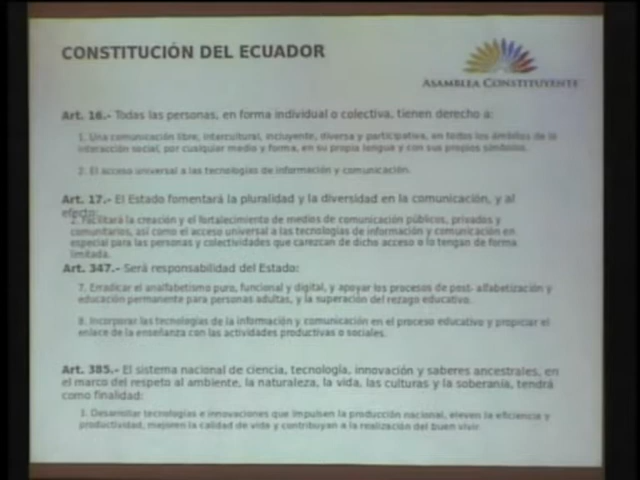 CONSTITUCIÓN DEL ECUADOR
ASAMBLEA CONSTITUYENTE
Art. 16.- Todas las personas, en forma individual o colectiva, tienen derecho a:
1. Una comunicación libre, intercultural, incluyente, diversa y participativa, en todos los ámbitos de la
interacción social, por cualquier medio y forma, en su propia lengua y con sus propios símbolos.
2. El acceso universal a las tecnologías de información y comunicación.
Art. 17.- El Estado fomentará la pluralidad y la diversidad en la comunicación, y al
efecto:
2. Facilitará la creación y el fortalecimiento de medios de comunicación públicos, privados y
comunitarios, así como el acceso universal a las tecnologías de información y comunicación en
especial para las personas y colectividades que carezcan de dicho acceso o lo tengan de forma
limitada.
Art. 347.- Será responsabilidad del Estado:
7. Erradicar el analfabetismo puro, funcional y digital, y apoyar los procesos de post- alfabetización y
educación permanente para personas adultas, y la superación del rezago educativo.
8. Incorporar las tecnologías de la información y comunicación en el proceso educativo y propiciar el
enlace de la enseñanza con las actividades productivas o sociales.
Art. 385.- El sistema nacional de ciencia, tecnología, innovación y saberes ancestrales, en
el marco del respeto al ambiente, la naturaleza, la vida, las culturas y la soberanía, tendrá
como finalidad:
3. Desarrollar tecnologías e innovaciones que impulsen la producción nacional, eleven la eficiencia y
productividad, mejoren la calidad de vida y contribuyan a la realización del buen vivir